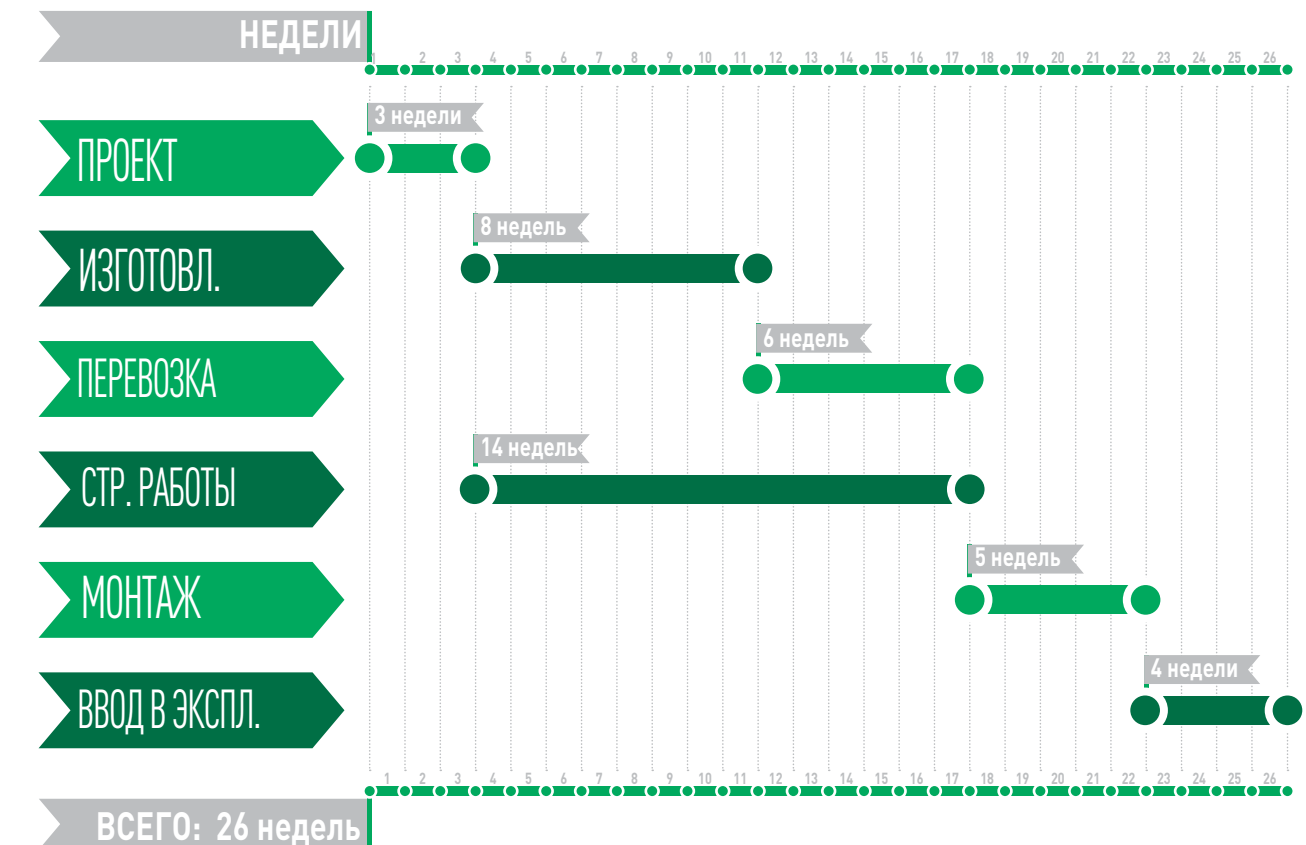 НЕДЕЛИ
1 2 3 4 5 6 7 8 9 10 11 12 13 14 15 16 17 18 19 20 21 22 23 24 25 26
3 недели
ПРОЕКТ
8 недель
ИЗГОТОВЛ.
6 недель
ПЕРЕВОЗКА
14 недель
СТР. РАБОТЫ
5 недель
МОНТАЖ
4 недели
ВВОД В ЭКСПЛ.
1 2 3 4 5 6 7 8 9 10 11 12 13 14 15 16 17 18 19 20 21 22 23 24 25 26
ВСЕГО: 26 недель